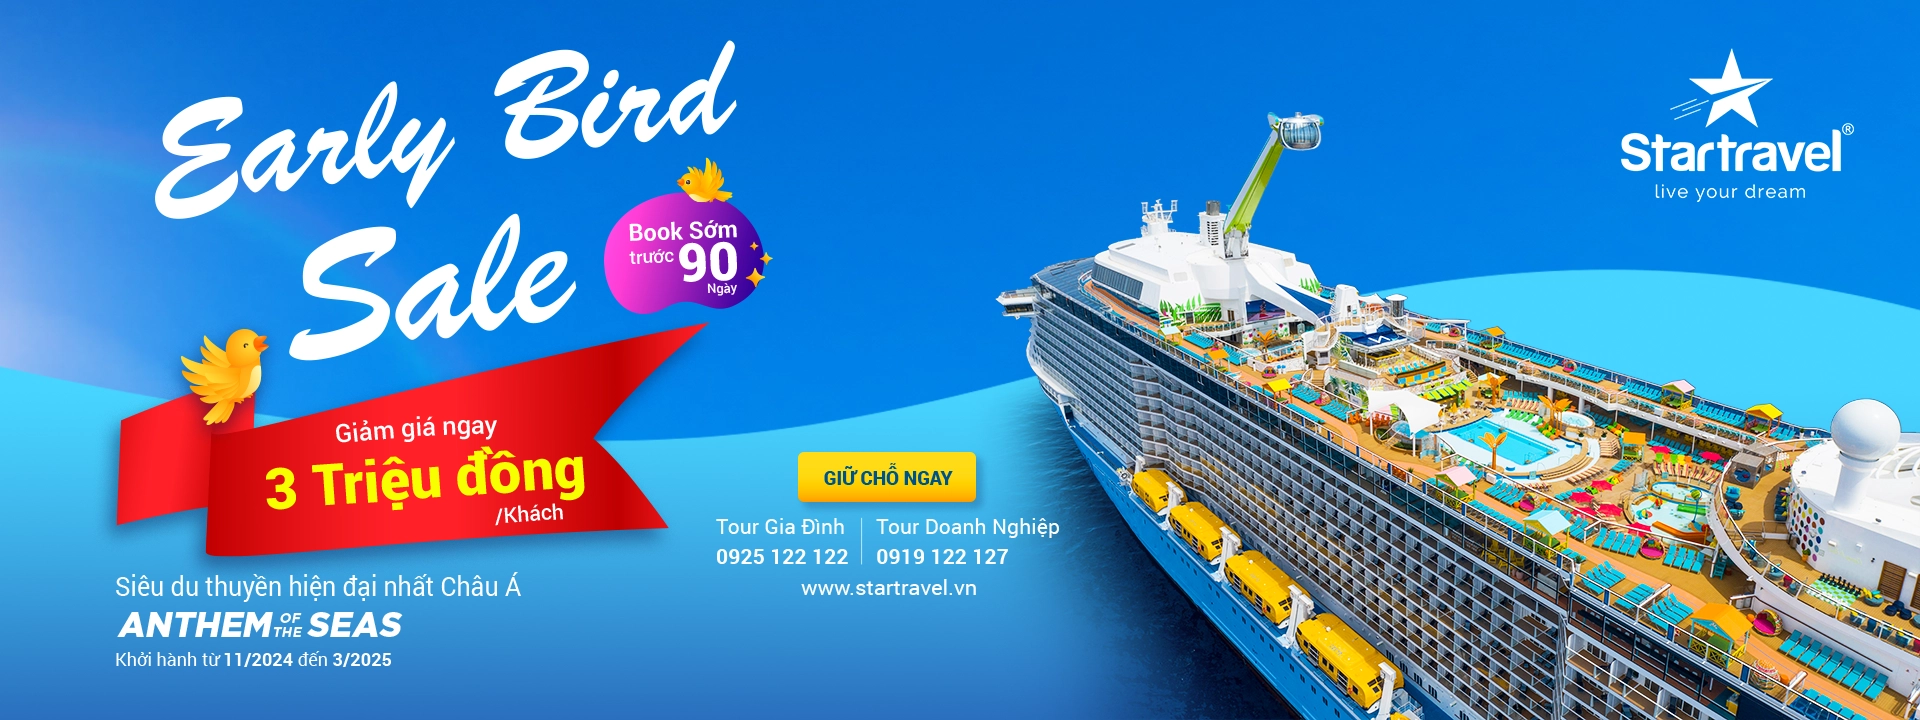 Early Bird
Sale
Book Sớm
trước 90
Ngày
Giảm giá ngay
3 Triệu đồng
/Khách
Siêu du thuyền hiện đại nhất Châu Á
ANTHEM OF THE SEAS
Khởi hành từ 11/2024 đến 3/2025
GIỮ CHỖ NGAY
Tour Gia Đình | Tour Doanh Nghiệp
0925 122 122 | 0919 122 127
www.startravel.vn
Startravel®
live your dream